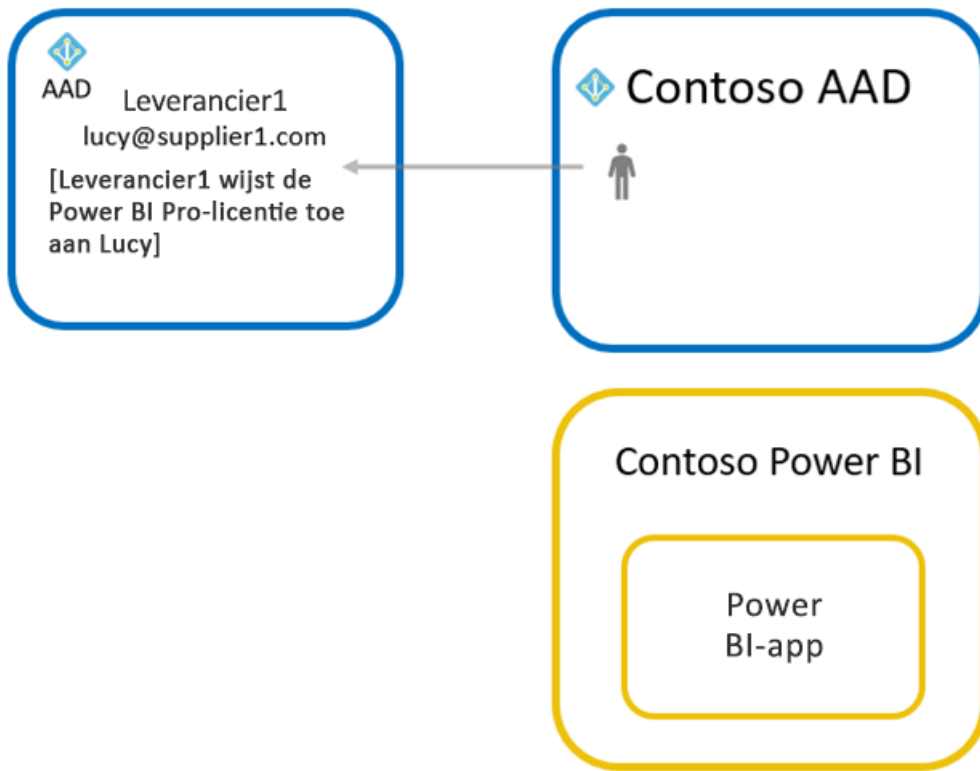 AAD
Leverancier1
lucy@supplier1.com
[Leverancier1 wijst de
Power BI Pro-licentie toe
aan Lucy]
Contoso AAD
Contoso Power BI
Power
BI-app